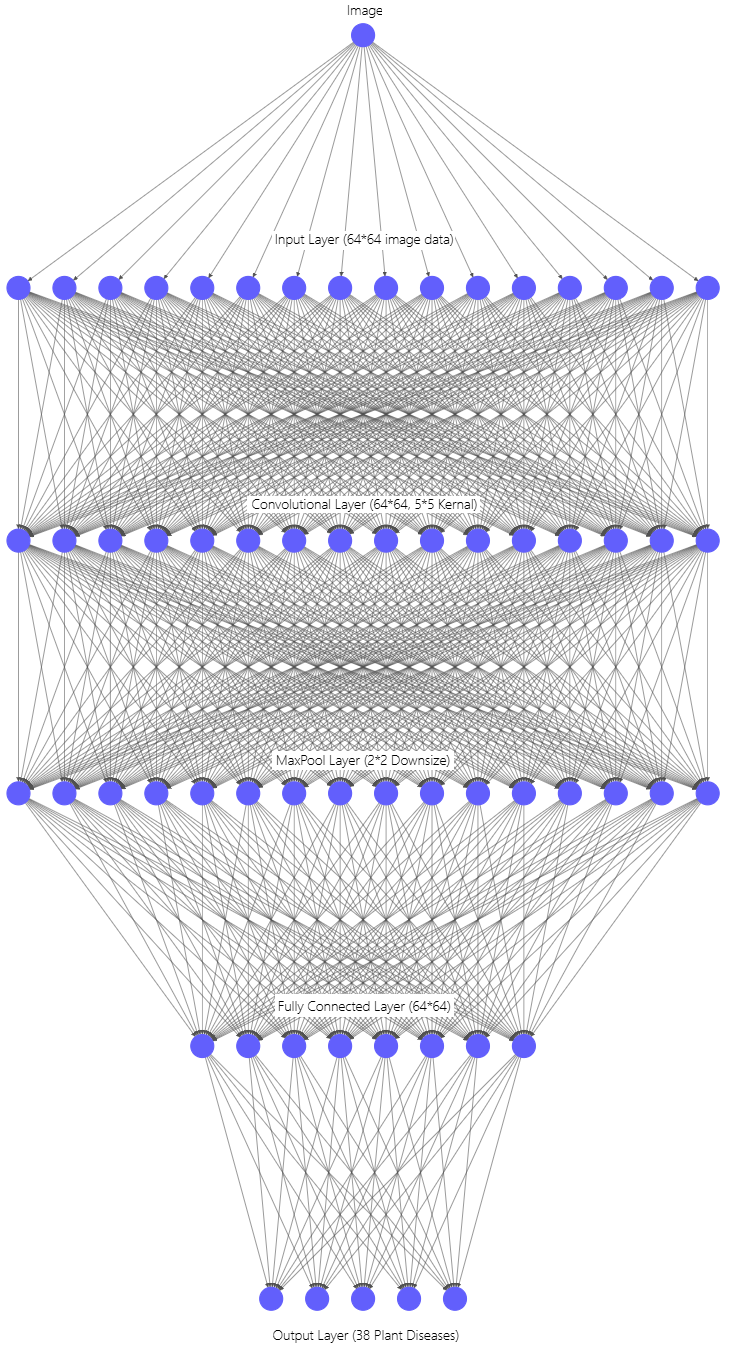 Image
Input Layer (64*64 image data)
Convolutional Layer (64*64, 5*5 Kernal)
MaxPool Layer (2*2 Downsize)
Fully Connected Layer (64*64)
Output Layer (38 Plant Diseases)